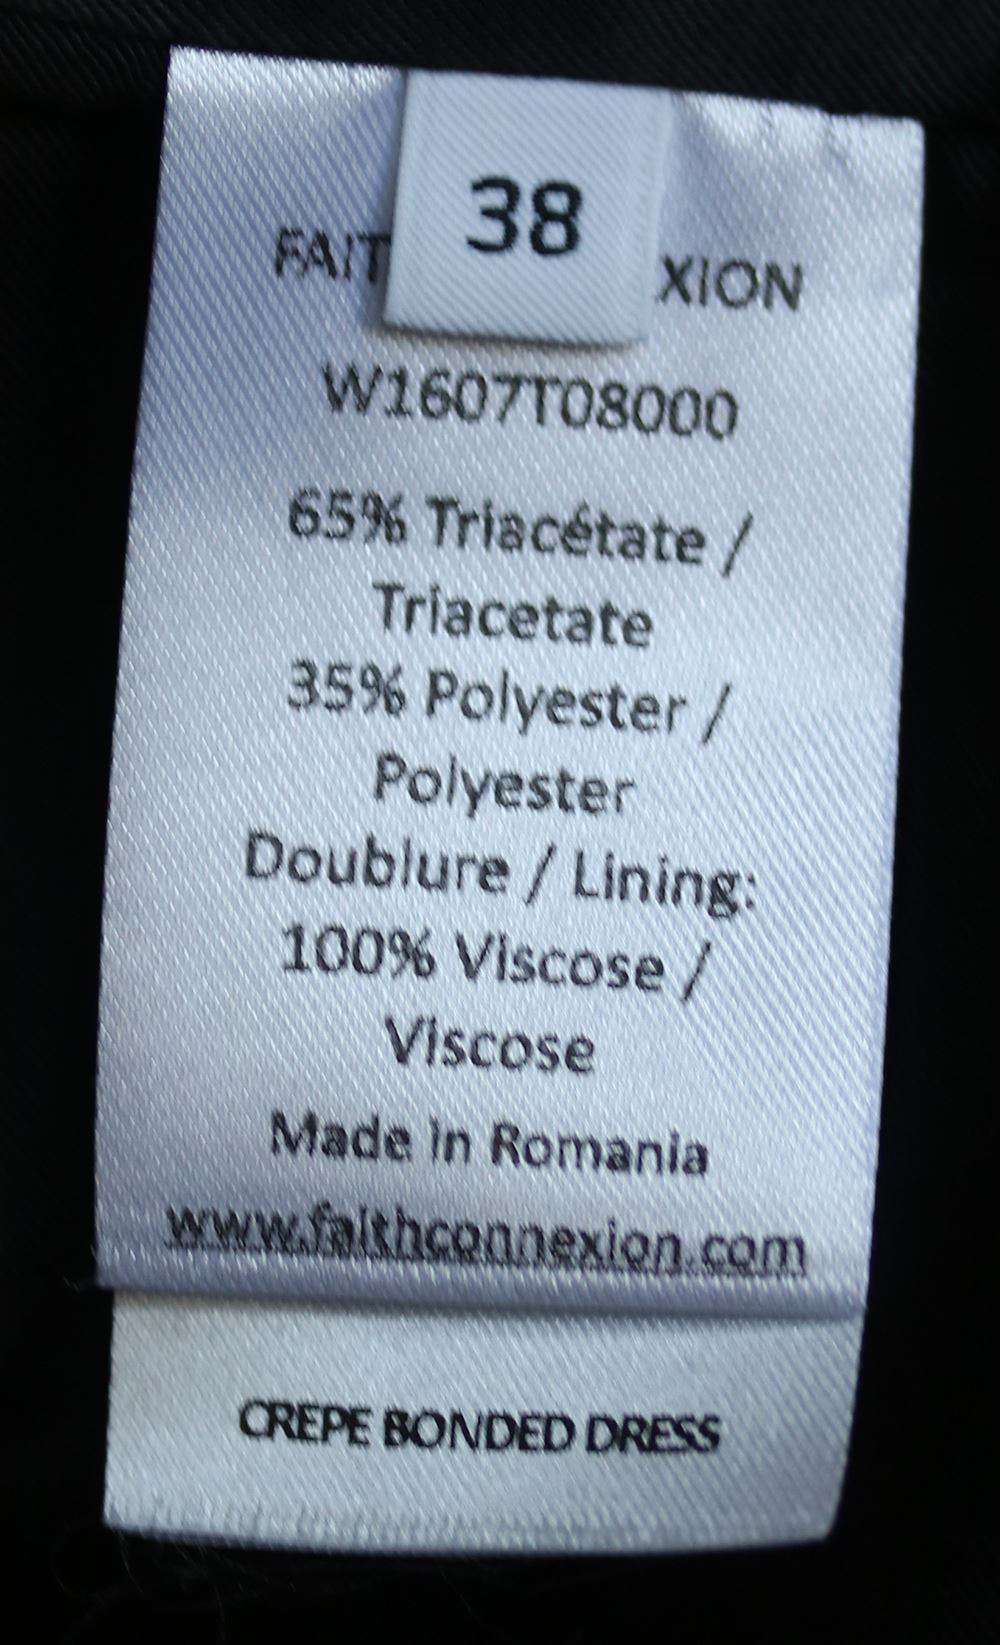 38
FAIT XION
W1607T08000
65% Triacétate /
Triacetate
35% Polyester /
Polyester
Doublure / Lining:
100% Viscose /
Viscose
Made in Romania
www.faithconnexion.com
CREPE BONDED DRESS